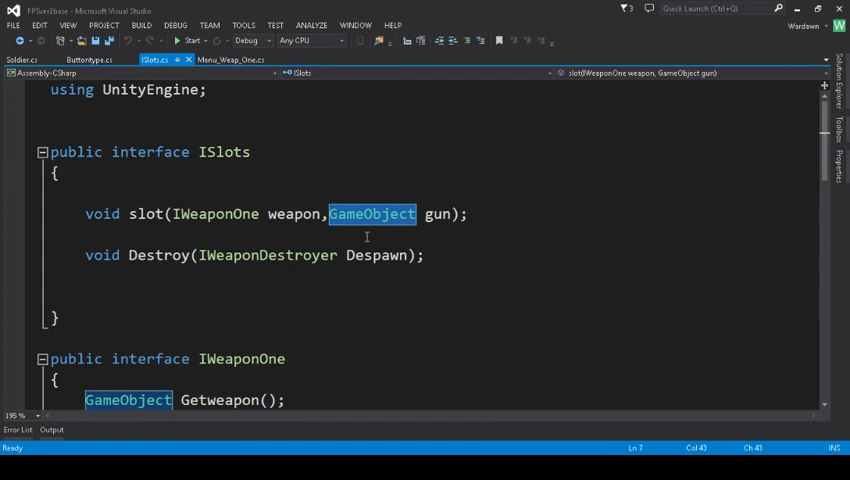 FPSver2base - Microsoft Visual Studio
3
Quick Launch (Ctrl+Q)
FILE EDIT VIEW PROJECT BUILD DEBUG TEAM TOOLS TEST ANALYZE WINDOW HELP
Wardawn W
Start Debug Any CPU
Soldier.cs Buttontype.cs ISlots.cs Menu_Weap_One.cs
Assembly-CSharp ISlots slot(IWeaponOne weapon, GameObject gun)
using UnityEngine;
public interface ISlots
{
void slot(IWeaponOne weapon,GameObject gun);
void Destroy(IWeaponDestroyer Despawn);
}
public interface IWeaponOne
{
GameObject Getweapon();
195 %
Error List Output
Ready Ln 7 Col 43 Ch 43 INS
Solution Explorer
Toolbox
Properties